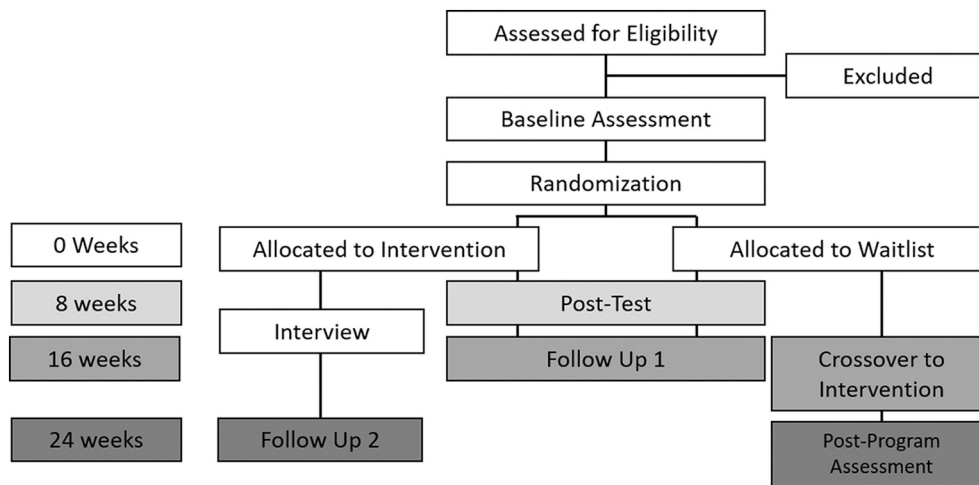 Assessed for Eligibility
Excluded
Baseline Assessment
Randomization
0 Weeks
Allocated to Intervention
Allocated to Waitlist
8 weeks
Post-Test
Interview
16 weeks
Follow Up 1
Crossover to
Intervention
24 weeks
Follow Up 2
Post-Program
Assessment